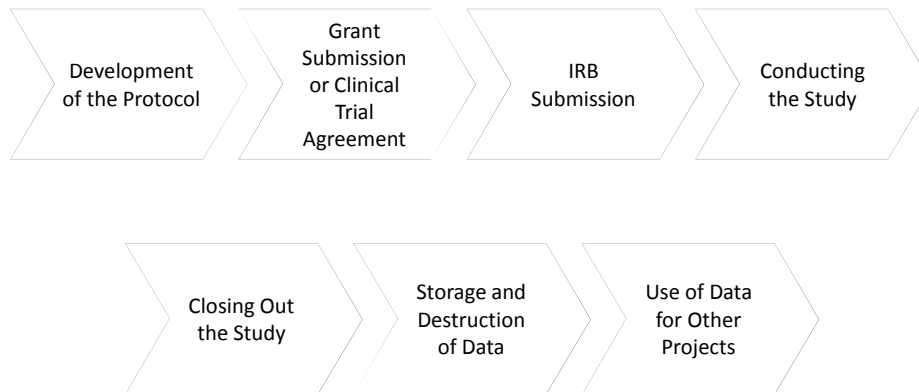 Development
of the Protocol
Grant
Submission
or Clinical
Trial
Agreement
IRB
Submission
Conducting
the Study
Closing Out
the Study
Storage and
Destruction
of Data
Use of Data
for Other
Projects